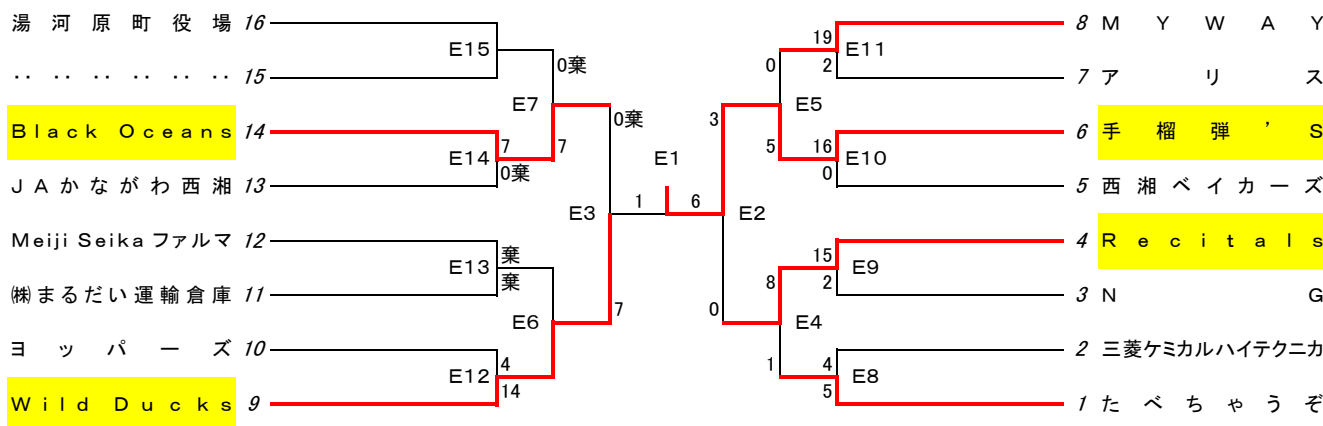 湯河原町役場 16
E15
‥ ‥ ‥ ‥ ‥ ‥ 15
0棄
E7
Black Oceans 14
7
E14
7
0棄
JAかながわ西湘 13
0棄
E3
Meiji Seika ファルマ 12
棄
E13
棄
㈱まるだい運輸倉庫 11
E6
7
ヨッパーズ 10
4
E12
14
Wild Ducks 9
E1
1
6
8 MYWAY
19
E11
2
7 アリス
0
E5
3
6 手榴弾’S
5
16
E10
0
5 西湘ベイカーズ
E2
4 Recitals
15
E9
2
8
3 NG
0
E4
2 三菱ケミカルハイテクニカ
1
4
E8
5
1 たべちゃうぞ